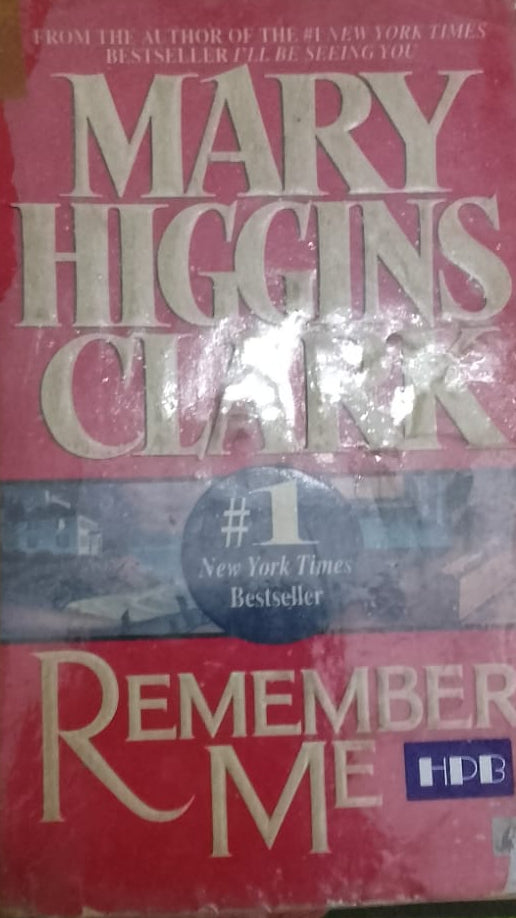 FROM THE AUTHOR OF THE #1 NEW YORK TIMES
BESTSELLER I'LL BE SEEING YOU
MARY
HIGGINS
CLARK
#1
New York Times
Bestseller
REMEMBER
ME
HPB